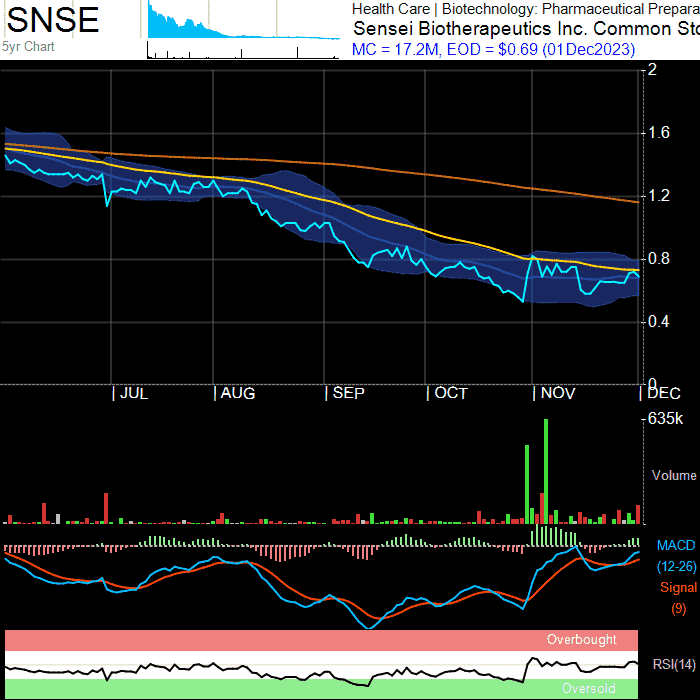 SNSE
5yr Chart
Health Care | Biotechnology: Pharmaceutical Prepara
Sensei Biotherapeutics Inc. Common Sto
MC = 17.2M, EOD = $0.69 (01Dec2023)
2
1.6
1.2
0.8
0.4
0
| JUL | AUG | SEP | OCT | NOV | DEC
635k
Volume
MACD
(12-26)
Signal
(9)
Overbought
RSI(14)
Oversold